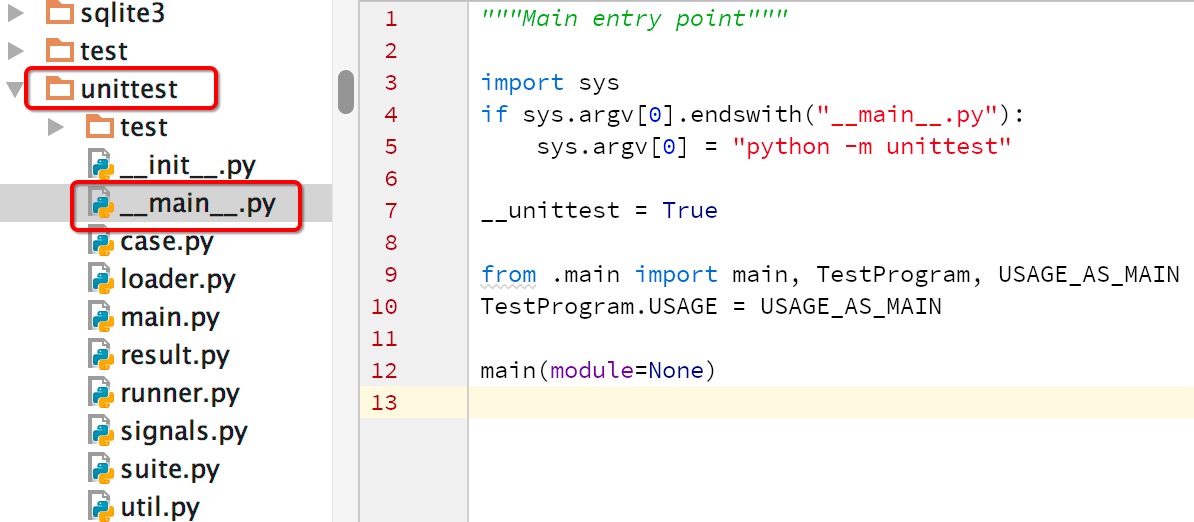 sqlite3
test
unittest
test
__init__.py
__main__.py
case.py
loader.py
main.py
result.py
runner.py
signals.py
suite.py
util.py
1 """Main entry point"""
2
3 import sys
4 if sys.argv[0].endswith("__main__.py"):
5     sys.argv[0] = "python -m unittest"
6
7 __unittest = True
8
9 from .main import main, TestProgram, USAGE_AS_MAIN
10 TestProgram.USAGE = USAGE_AS_MAIN
11
12 main(module=None)
13